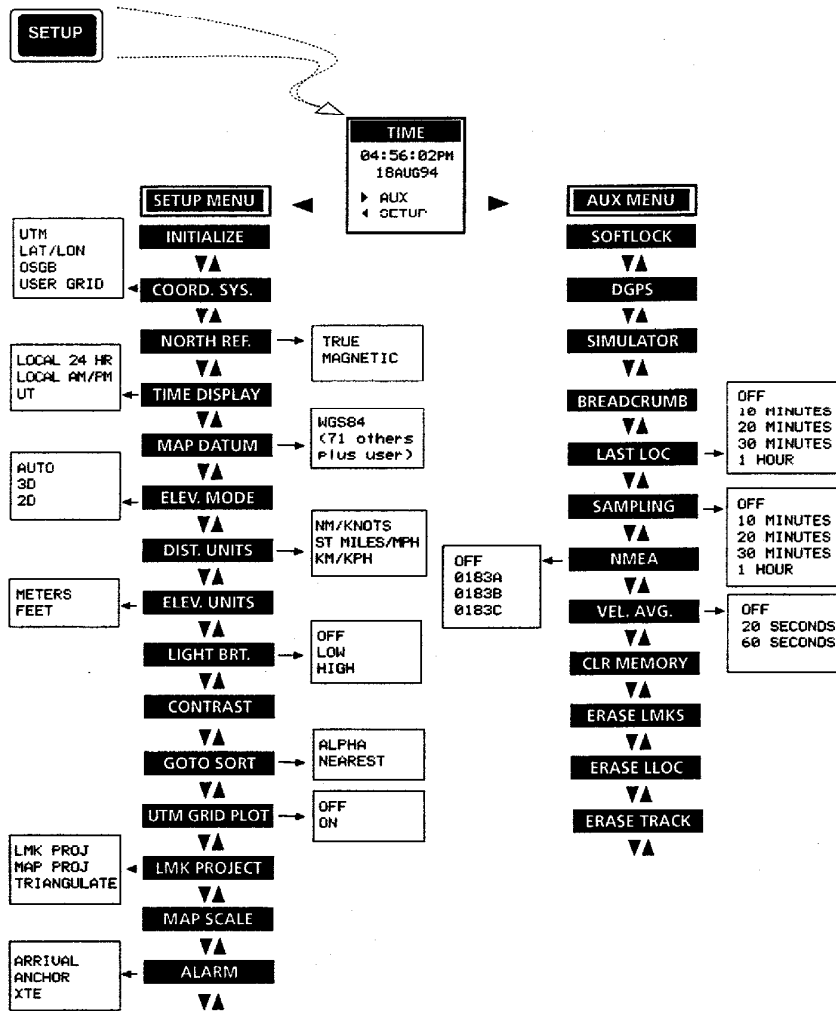 SETUP
TIME
04:56:02PM
18AUG94
AUX
SETUP
SETUP MENU
INITIALIZE
UTM
LAT/LON
OSGB
USER GRID
COORD. SYS.
NORTH REF.
TRUE
MAGNETIC
LOCAL 24 HR
LOCAL AM/PM
UT
TIME DISPLAY
MAP DATUM
WGS84
(71 others
plus user)
AUTO
3D
2D
ELEV. MODE
DIST. UNITS
NM/KNOTS
ST MILES/MPH
KM/KPH
METERS
FEET
ELEV. UNITS
LIGHT BRT.
OFF
LOW
HIGH
CONTRAST
GOTO SORT
ALPHA
NEAREST
UTM GRID PLOT
OFF
ON
LMK PROJ
MAP PROJ
TRIANGULATE
LMK PROJECT
MAP SCALE
ARRIVAL
ANCHOR
XTE
ALARM
AUX MENU
SOFTLOCK
DGPS
SIMULATOR
BREADCRUMB
LAST LOC
OFF
10 MINUTES
20 MINUTES
30 MINUTES
1 HOUR
SAMPLING
OFF
10 MINUTES
20 MINUTES
30 MINUTES
1 HOUR
OFF
0183A
0183B
0183C
NMEA
VEL. AVG.
OFF
20 SECONDS
60 SECONDS
CLR MEMORY
ERASE LMKS
ERASE LLOC
ERASE TRACK